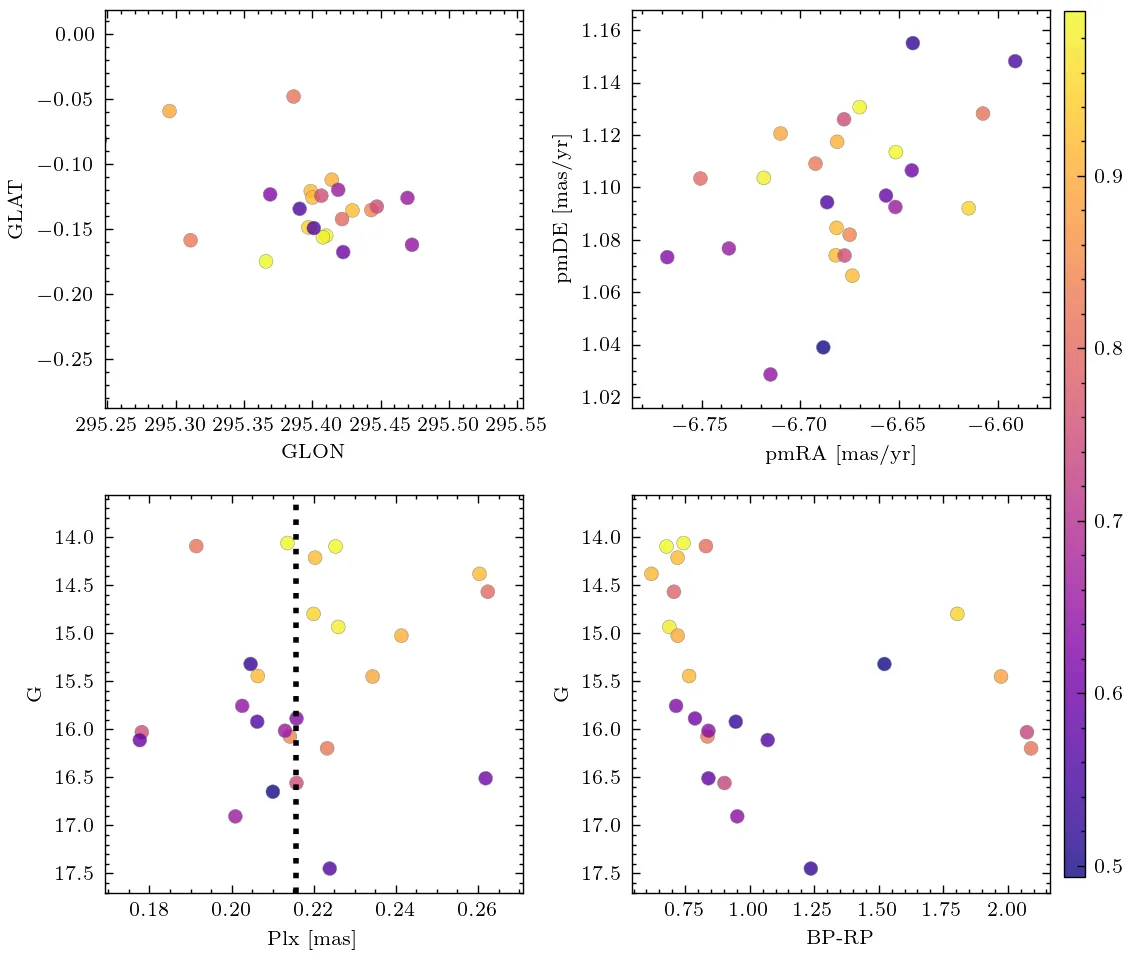 0.00
−0.05
−0.10
−0.15
−0.20
−0.25
GLAT
295.25 295.30 295.35 295.40 295.45 295.50 295.55
GLON
1.16
1.14
1.12
1.10
1.08
1.06
1.04
1.02
pmDE [mas/yr]
−6.75 −6.70 −6.65 −6.60
pmRA [mas/yr]
0.9
0.8
0.7
0.6
0.5
14.0
14.5
15.0
15.5
16.0
16.5
17.0
17.5
G
0.18 0.20 0.22 0.24 0.26
Plx [mas]
14.0
14.5
15.0
15.5
16.0
16.5
17.0
17.5
G
0.75 1.00 1.25 1.50 1.75 2.00
BP-RP